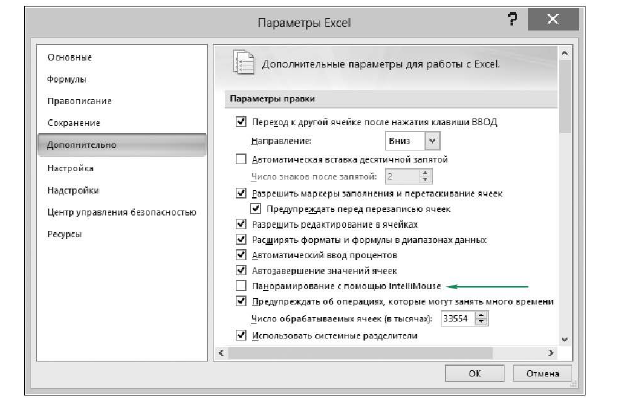 Параметры Excel
?
Основные
Формулы
Правописание
Сохранение
Дополнительно
Настройка
Надстройки
Центр управления безопасностью
Ресурсы
Дополнительные параметры для работы с Excel.
Параметры правки
Переход к другой ячейке после нажатия клавиши ВВОД
Направление: Вниз
Автоматическая вставка десятичной запятой
Число знаков после запятой: 2
Разрешить маркеры заполнения и перетаскивание ячеек
Предупреждать перед перезаписью ячеек
Разрешить редактирование в ячейках
Расширять форматы и формулы в диапазонах данных
Автоматический ввод процентов
Автозавершение значений ячеек
Панорамирование с помощью IntelliMouse
Предупреждать об операциях, которые могут занять много времени
Число обрабатываемых ячеек (в тысячах): 33554
Использовать системные разделители
ОК Отмена